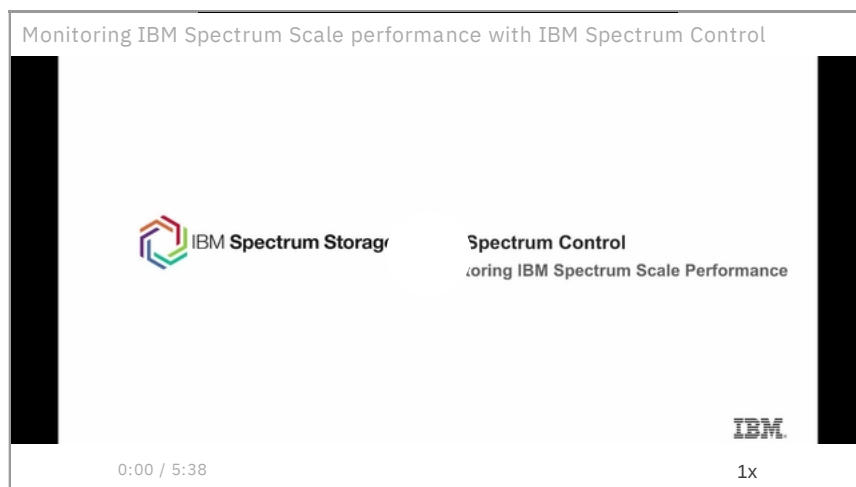 Monitoring IBM Spectrum Scale performance with IBM Spectrum Control
IBM Spectrum Storage
Spectrum Control
oring IBM Spectrum Scale Performance
IBM.
0:00 / 5:38
1x